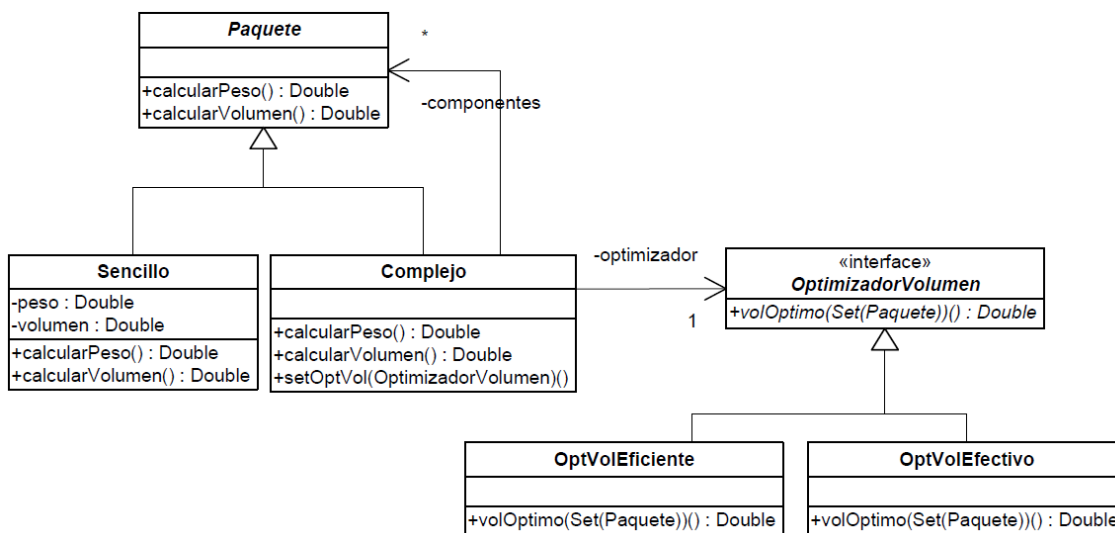 Paquete
*
+calcularPeso() : Double
+calcularVolumen() : Double
-componentes
Sencillo
-peso : Double
-volumen : Double
+calcularPeso() : Double
+calcularVolumen() : Double
Complejo
+calcularPeso() : Double
+calcularVolumen() : Double
+setOptVol(OptimizadorVolumen)()
-optimizador
1
«interface»
OptimizadorVolumen
+volOptimo(Set(Paquete))() : Double
OptVolEficiente
+volOptimo(Set(Paquete))() : Double
OptVolEfectivo
+volOptimo(Set(Paquete))() : Double